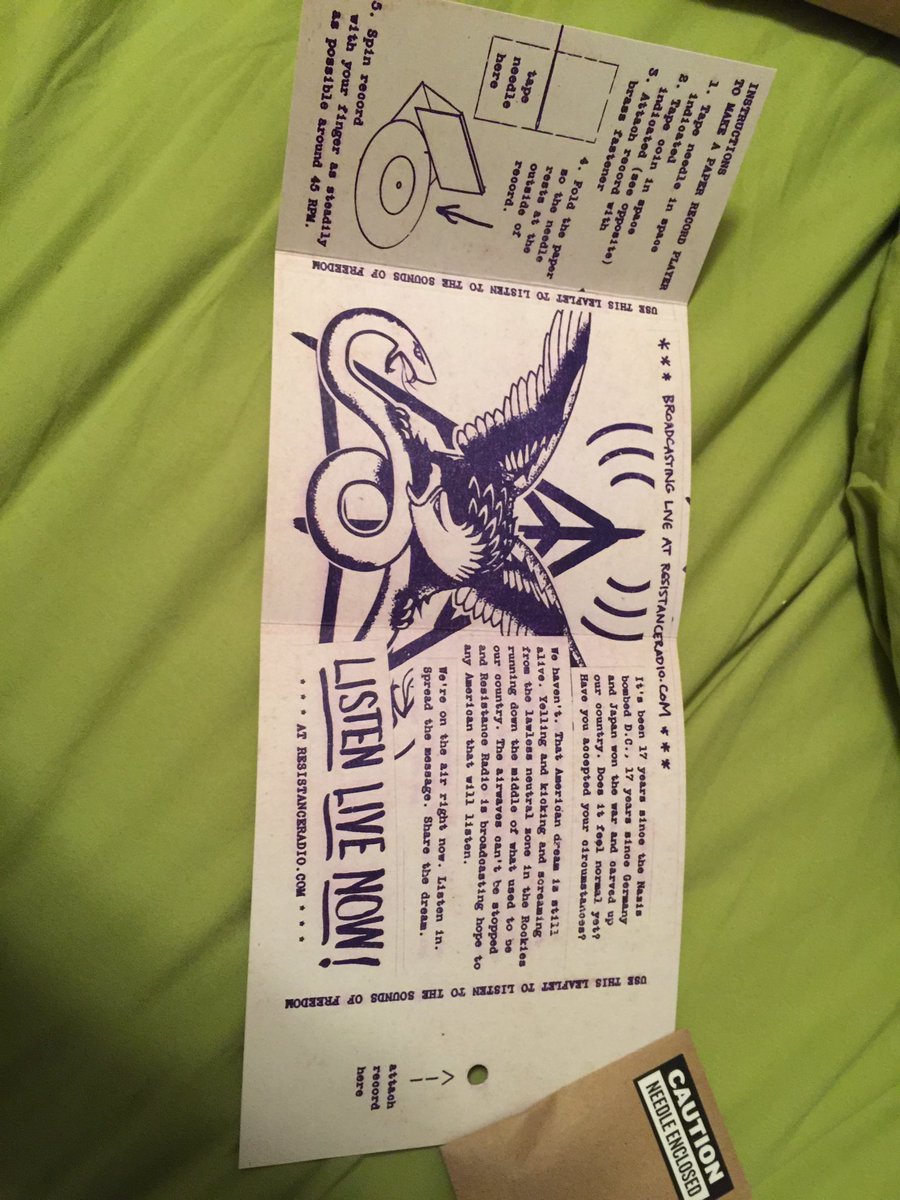 INSTRUCTIONS
TO MAKE A PAPER RECORD PLAYER
1. Tape needle in space
indicated
2. Tape coin in space
indicated
3. Attach record with
brass fastener
(see opposite)
tape
needle
here
4. Fold the paper
so the needle
rests at the
outside of
record.
5. Spin record
with your finger as steadily
as possible around 45 RPM.
USE THIS LEAFLET TO LISTEN TO THE SOUNDS OF FREEDOM
*** BROADCASTING LIVE AT RESISTANCERADIO.COM ***
It's been 17 years since the Nazis
bombed D.C., 17 years since Germany
and Japan won the war and carved up
our country. Does it feel normal yet?
Have you accepted your circumstances?
We haven't. That American dream is still
alive. Yelling and kicking and screaming
from the lawless neutral zone in the Rockies
running down the middle of what used to be
our country. The airwaves can't be stopped
and Resistance Radio is broadcasting hope to
any American that will listen.
We're on the air right now. Listen in.
Spread the message. Share the dream.
LISTEN LIVE NOW!
*** AT RESISTANCERADIO.COM ***
USE THIS LEAFLET TO LISTEN TO THE SOUNDS OF FREEDOM
attach
record
here
CAUTION
NEEDLE ENCLOSED